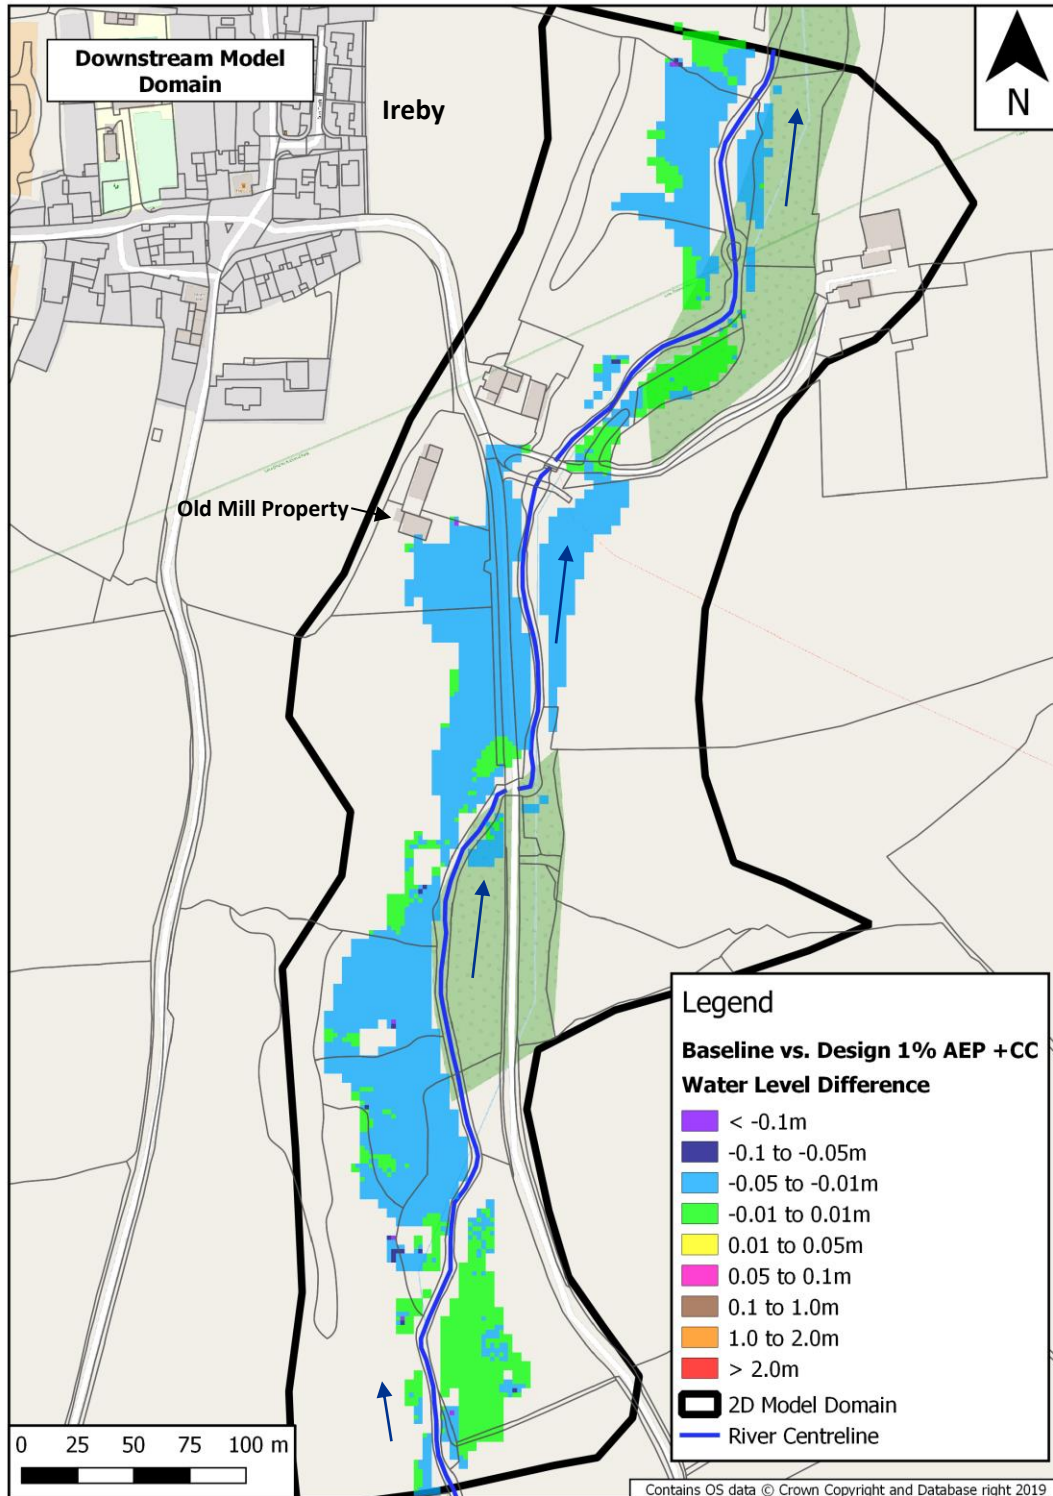 Downstream Model
Domain
Ireby
N
Old Mill Property
Legend
Baseline vs. Design 1% AEP +CC
Water Level Difference
< -0.1m
-0.1 to -0.05m
-0.05 to -0.01m
-0.01 to 0.01m
0.01 to 0.05m
0.05 to 0.1m
0.1 to 1.0m
1.0 to 2.0m
> 2.0m
2D Model Domain
River Centreline
0 25 50 75 100 m
Contains OS data © Crown Copyright and Database right 2019